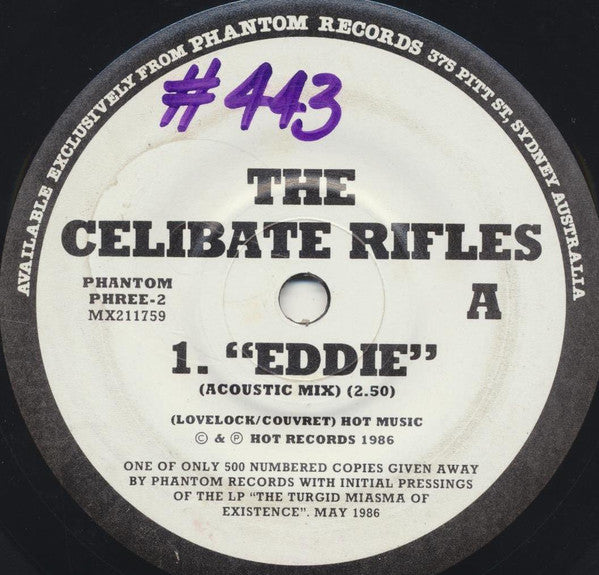 AVAILABLE EXCLUSIVELY FROM PHANTOM RECORDS 375 PITT ST, SYDNEY AUSTRALIA
#443
THE
CELIBATE RIFLES
PHANTOM
PHREE-2
MX211759
A
1. “EDDIE”
(ACOUSTIC MIX) (2.50)
(LOVELOCK/COUVRET) HOT MUSIC
© & ℗ HOT RECORDS 1986
ONE OF ONLY 500 NUMBERED COPIES GIVEN AWAY
BY PHANTOM RECORDS WITH INITIAL PRESSINGS
OF THE LP “THE TURGID MIASMA OF
EXISTENCE”. MAY 1986